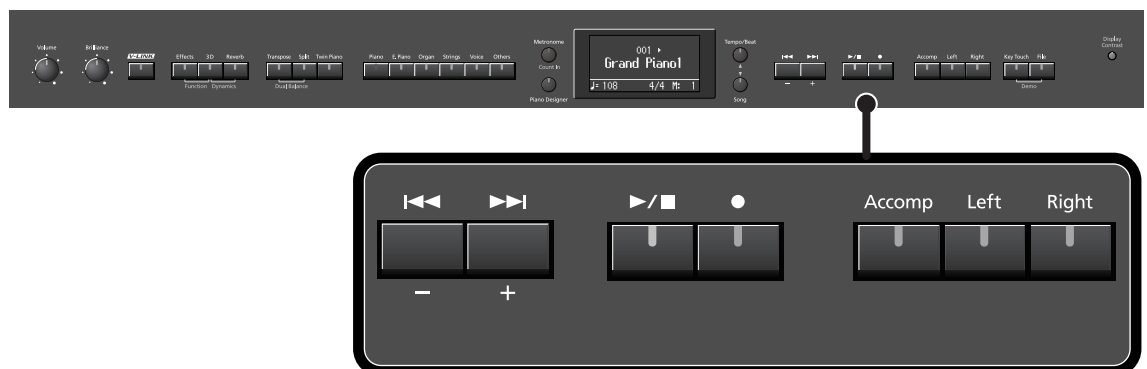 Volume
Brilliance
V-LINK
Effects 3D Reverb
Function Dynamics
Transpose Split Twin Piano
Dual Balance
Piano E. Piano Organ Strings Voice Others
Metronome
Count In
Piano Designer
001
Grand Piano1
♩= 108 4/4 M: 1
Tempo/Beat
Song
− +
Accomp Left Right
Key Touch File
Demo
Display
Contrast
Accomp Left Right
− +